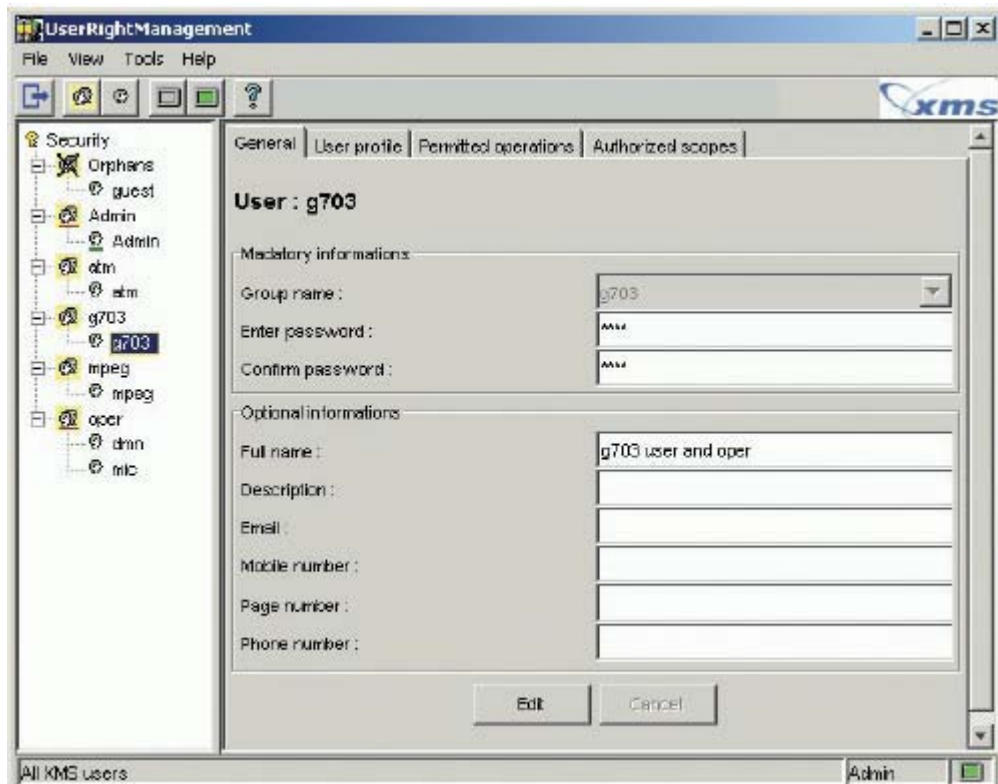 UserRightManagement
File View Tools Help
xms
Security
Orphans
guest
Admin
Admin
atm
atm
g703
g703
mpeg
mpeg
oper
dmn
mic
General User profile Permitted operations Authorized scopes
User : g703
Madatory informations
Group name : g703
Enter password : ****
Confirm password : ****
Optional informations
Full name : g703 user and oper
Description :
Email :
Mobile number :
Page number :
Phone number :
Edit Cancel
All XMS users Admin